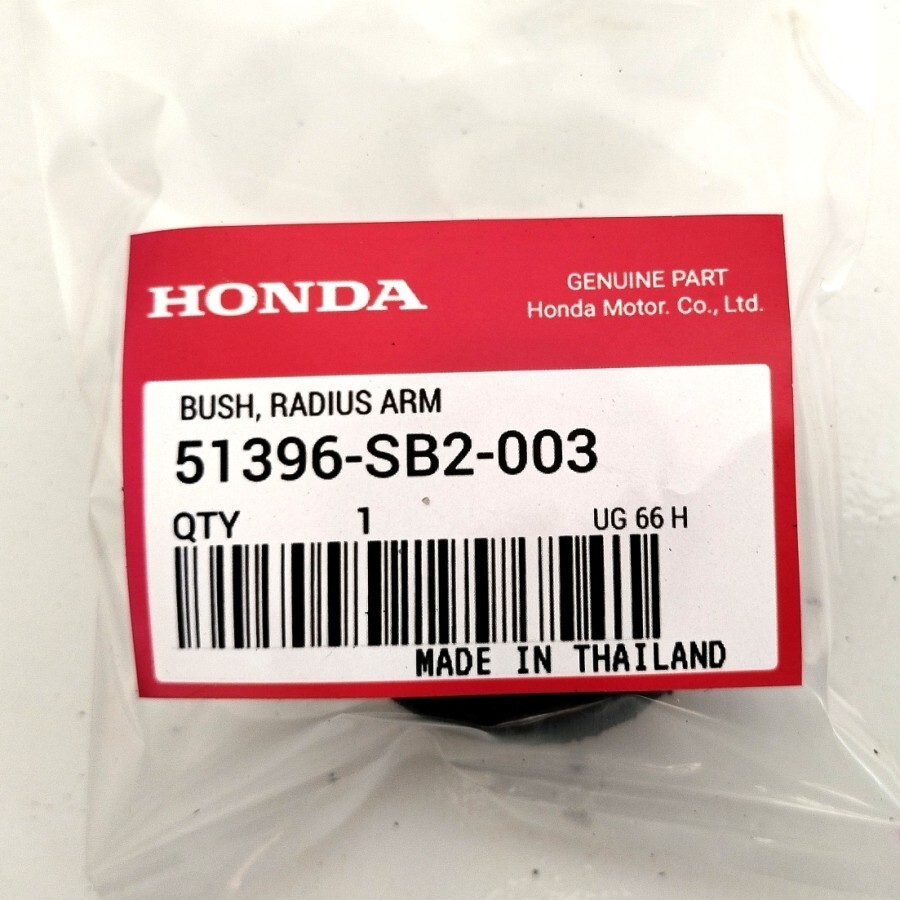 HONDA
GENUINE PART
Honda Motor. Co., Ltd.
BUSH, RADIUS ARM
51396-SB2-003
QTY 1 UG 66 H
MADE IN THAILAND